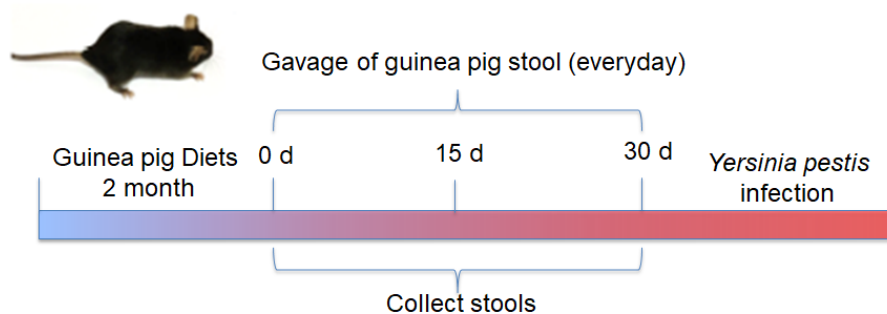 Gavage of guinea pig stool (everyday)
Guinea pig Diets
2 month
0 d
15 d
30 d
Yersinia pestis
infection
Collect stools